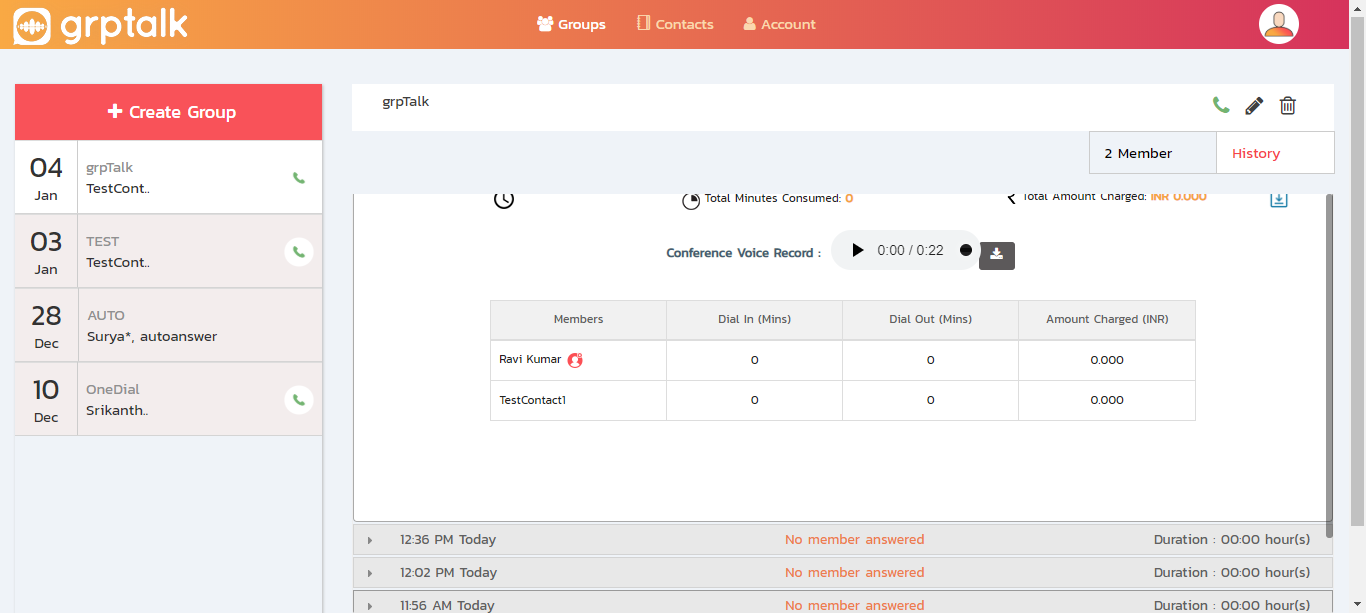 grptalk
Groups Contacts Account
Create Group
04 Jan
grpTalk
TestCont..
03 Jan
TEST
TestCont..
28 Dec
AUTO
Surya*, autoanswer
10 Dec
OneDial
Srikanth..
grpTalk
2 Member History
Total Minutes Consumed: 0 Total Amount Charged: INR 0.000
Conference Voice Record : 0:00 / 0:22
Members Dial In (Mins) Dial Out (Mins) Amount Charged (INR)
Ravi Kumar 0 0 0.000
TestContact1 0 0 0.000
12:36 PM Today No member answered Duration : 00:00 hour(s)
12:02 PM Today No member answered Duration : 00:00 hour(s)
11:56 AM Today No member answered Duration : 00:00 hour(s)